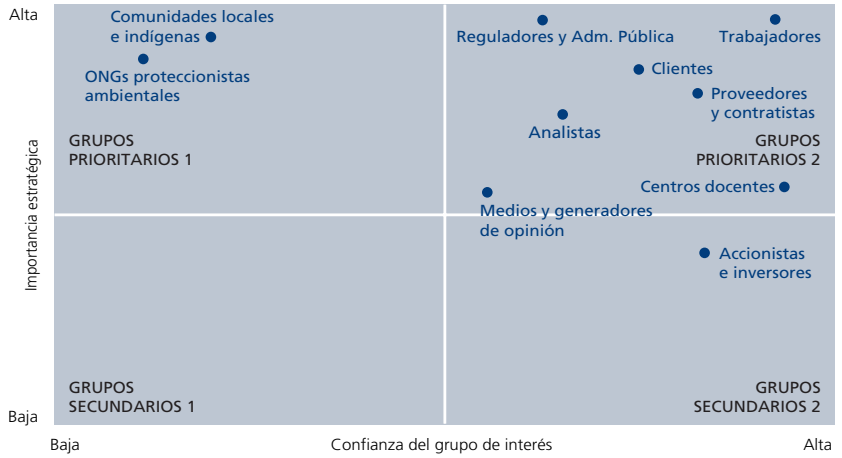 Alta
Comunidades locales
e indígenas
ONGs proteccionistas
ambientales
GRUPOS
PRIORITARIOS 1
Reguladores y Adm. Pública
Trabajadores
Clientes
Proveedores
y contratistas
Analistas
GRUPOS
PRIORITARIOS 2
Centros docentes
Medios y generadores
de opinión
Accionistas
e inversores
Importancia estratégica
GRUPOS
SECUNDARIOS 1
GRUPOS
SECUNDARIOS 2
Baja
Baja
Confianza del grupo de interés
Alta